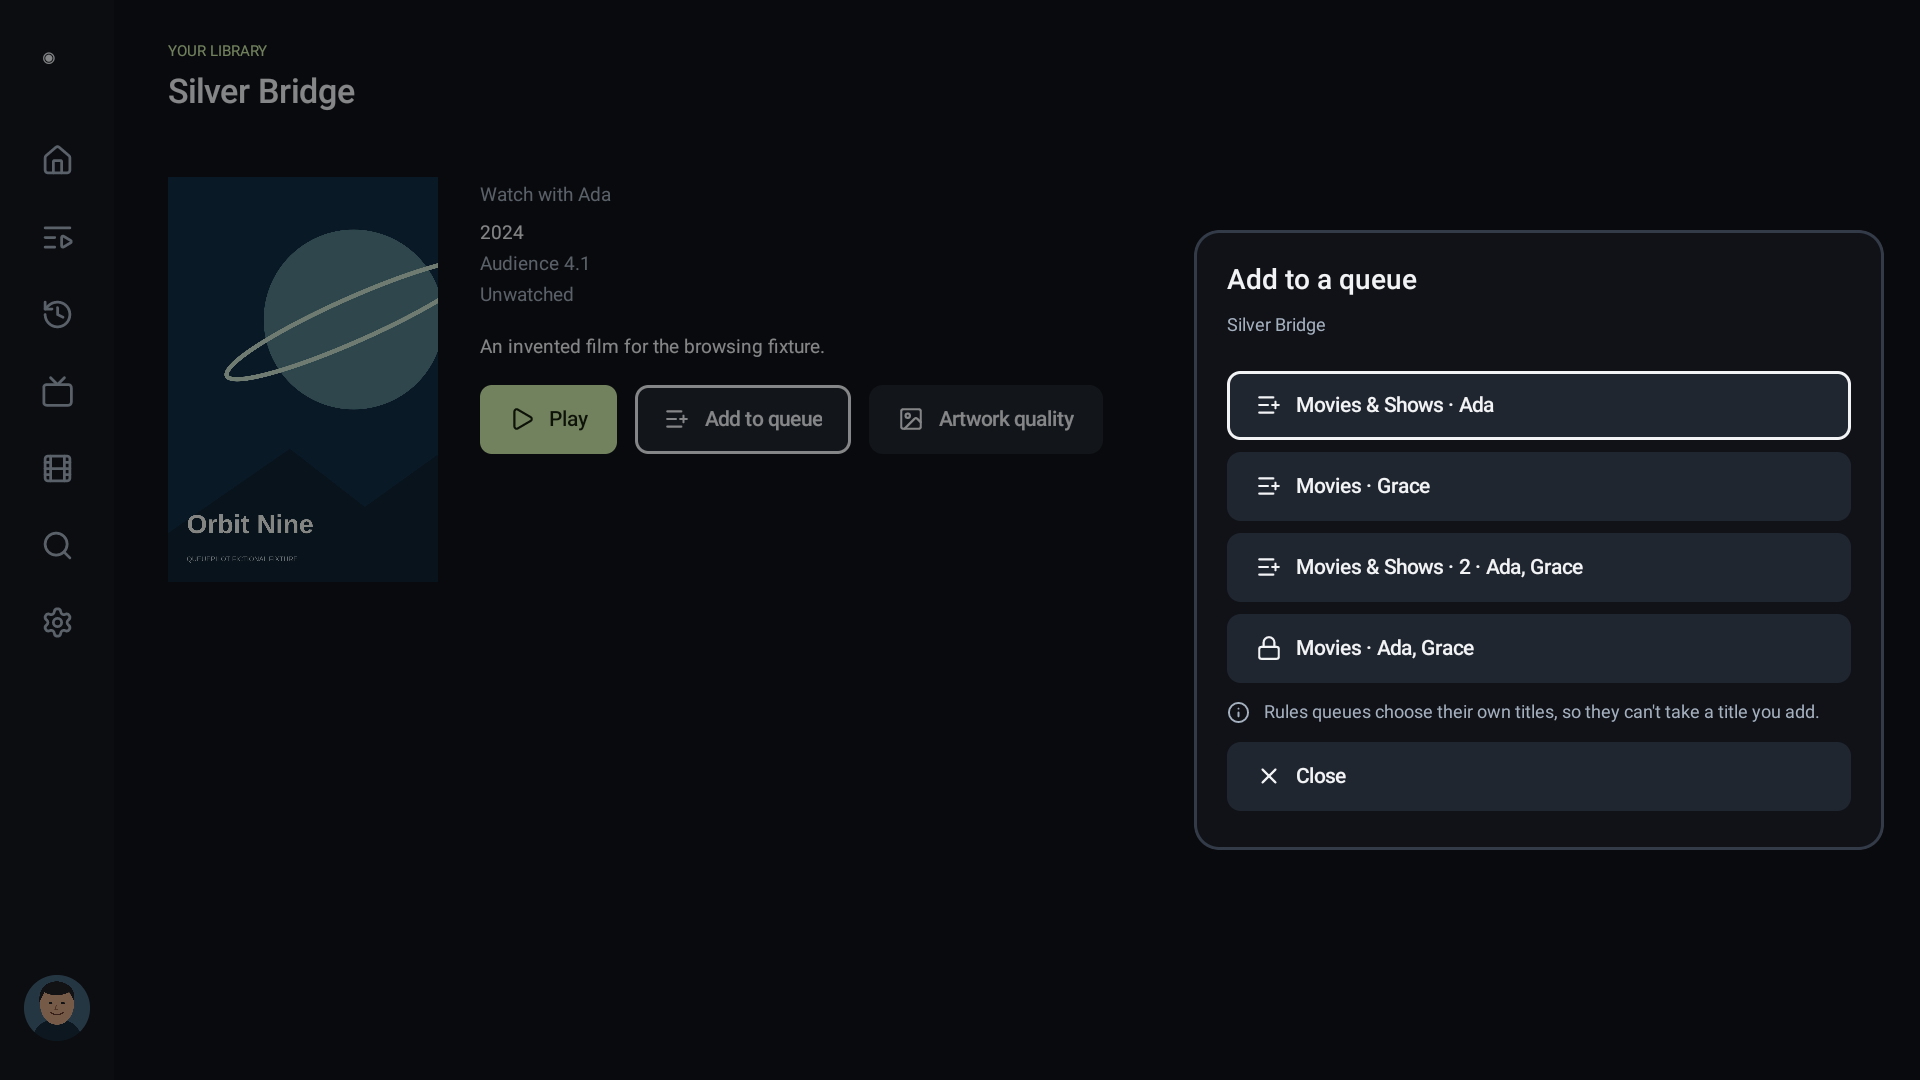 YOUR LIBRARY
Silver Bridge
Watch with Ada
2024
Audience 4.1
Unwatched
An invented film for the browsing fixture.
Play
Add to queue
Artwork quality
Orbit Nine
QUEUEPILOT FICTIONAL FIXTURE
Add to a queue
Silver Bridge
Movies & Shows · Ada
Movies · Grace
Movies & Shows · 2 · Ada, Grace
Movies · Ada, Grace
Rules queues choose their own titles, so they can't take a title you add.
Close